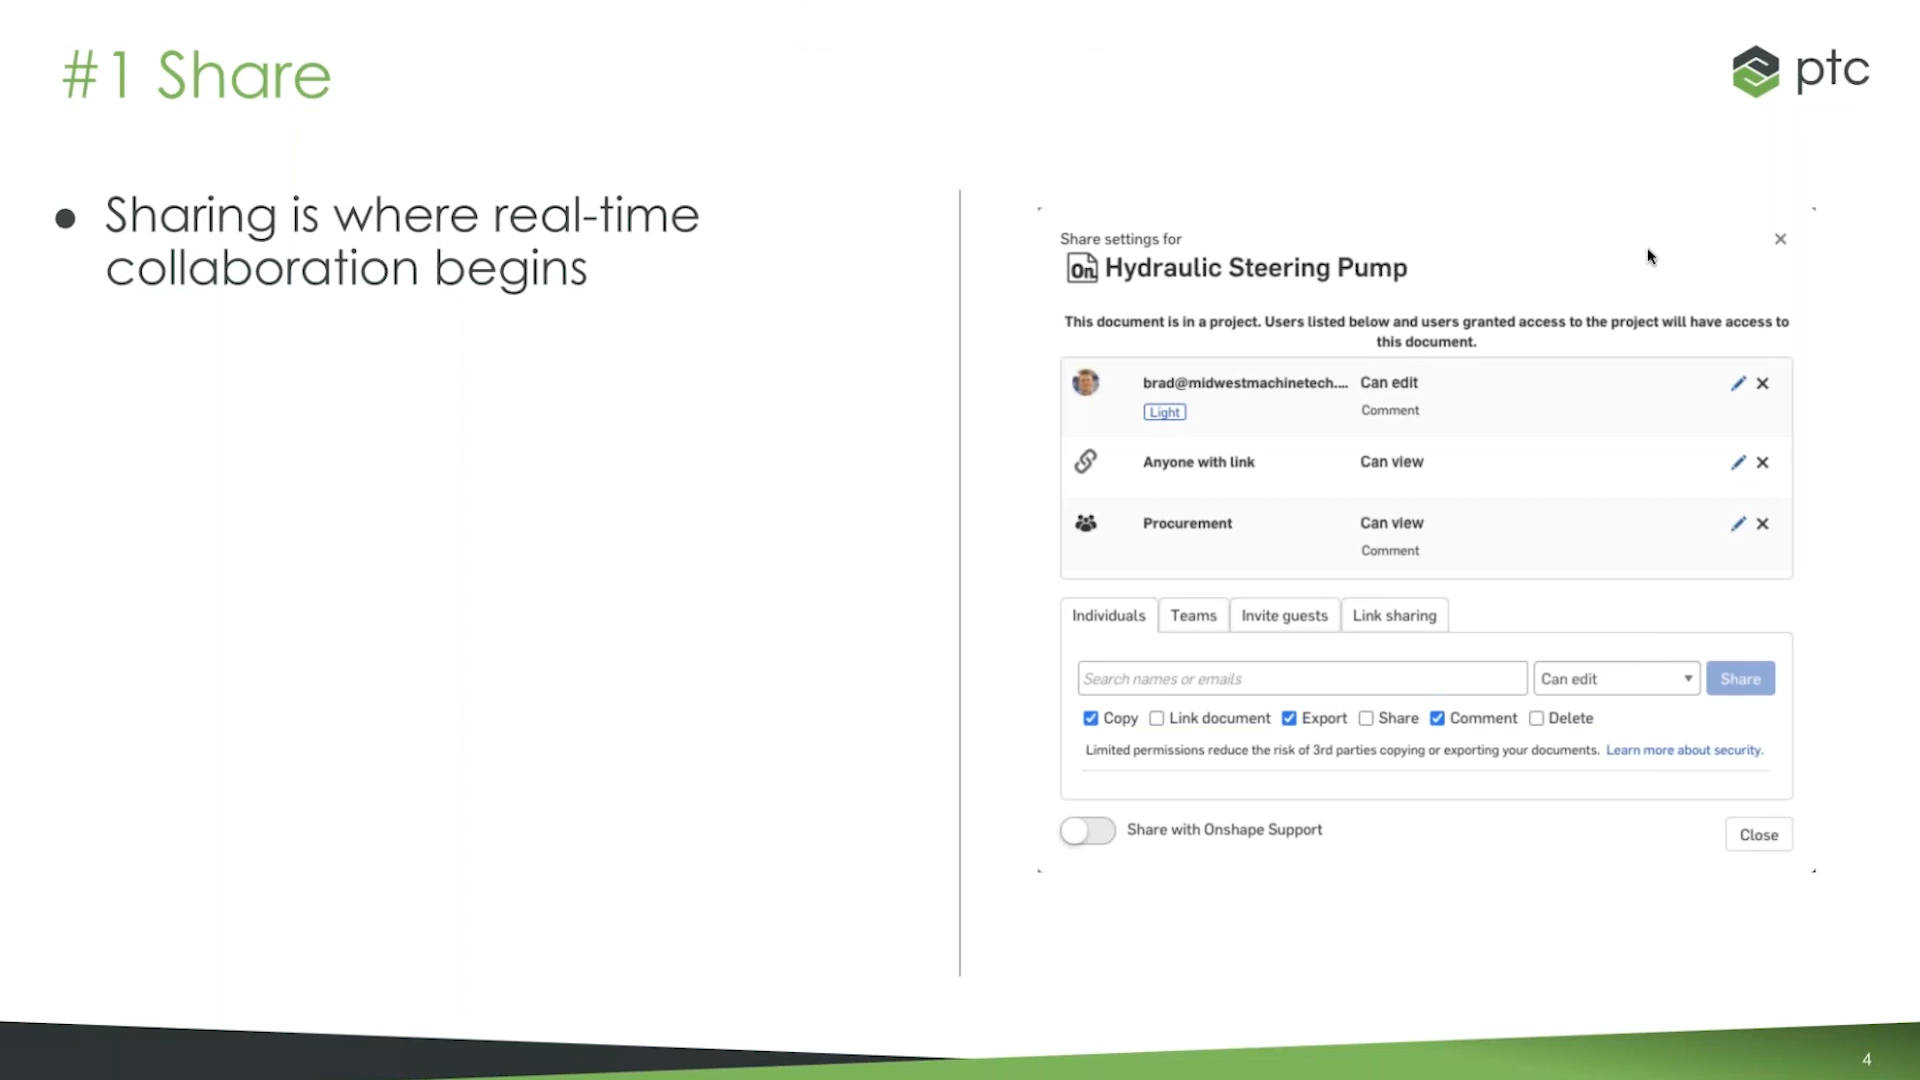 #1 Share
ptc
● Sharing is where real-time
collaboration begins
Share settings for
On Hydraulic Steering Pump
This document is in a project. Users listed below and users granted access to the project will have access to
this document.
brad@midwestmachinetech.... Can edit
Light Comment
Anyone with link Can view
Procurement Can view
Comment
Individuals Teams Invite guests Link sharing
Search names or emails Can edit Share
Copy Link document Export Share Comment Delete
Limited permissions reduce the risk of 3rd parties copying or exporting your documents. Learn more about security.
Share with Onshape Support
Close
4